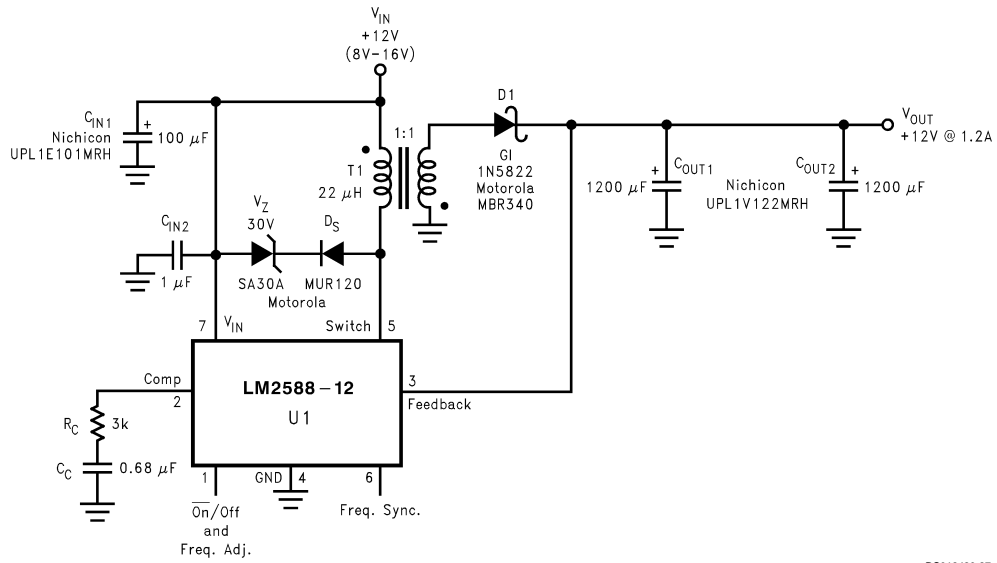 V_IN
+12V
(8V-16V)
C_IN1
Nichicon
UPL1E101MRH
+
100 µF
T1
22 µH
1:1
D1
GI
1N5822
Motorola
MBR340
V_OUT
+12V @ 1.2A
+
1200 µF
C_OUT1
Nichicon
UPL1V122MRH
C_OUT2
+
1200 µF
C_IN2
1 µF
V_Z
30V
SA30A
D_S
MUR120
Motorola
7
V_IN
Switch
5
Comp
2
LM2588-12
U1
3
Feedback
R_C
3k
C_C
0.68 µF
1
GND
4
6
On/Off
and
Freq. Adj.
Freq. Sync.